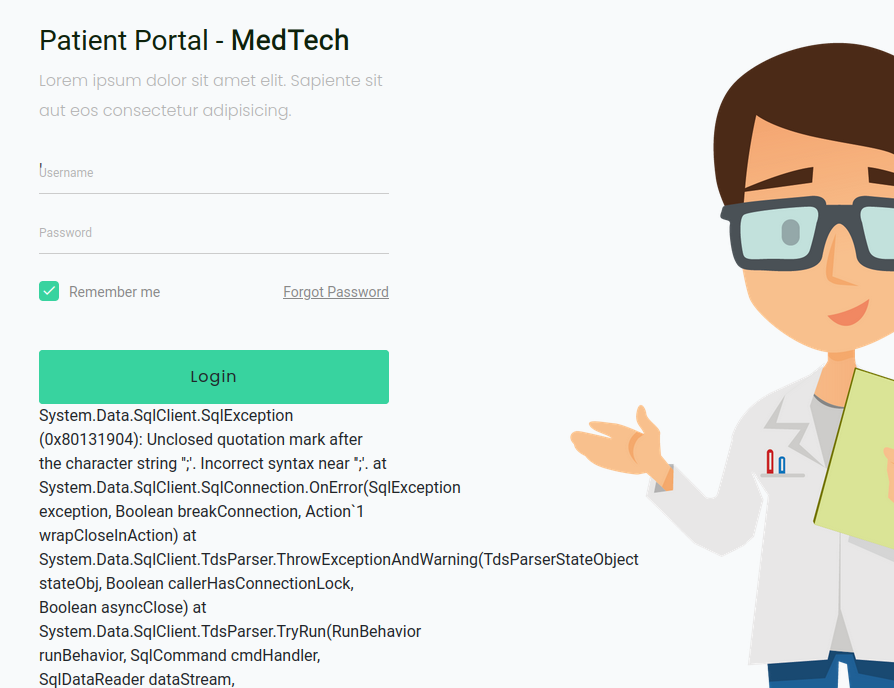 Patient Portal - MedTech
Lorem ipsum dolor sit amet elit. Sapiente sit
aut eos consectetur adipisicing.
'
Username
Password
Remember me
Forgot Password
Login
System.Data.SqlClient.SqlException
(0x80131904): Unclosed quotation mark after
the character string '';'. Incorrect syntax near '';'. at
System.Data.SqlClient.SqlConnection.OnError(SqlException
exception, Boolean breakConnection, Action`1
wrapCloseInAction) at
System.Data.SqlClient.TdsParser.ThrowExceptionAndWarning(TdsParserStateObject
stateObj, Boolean callerHasConnectionLock,
Boolean asyncClose) at
System.Data.SqlClient.TdsParser.TryRun(RunBehavior
runBehavior, SqlCommand cmdHandler,
SqlDataReader dataStream,